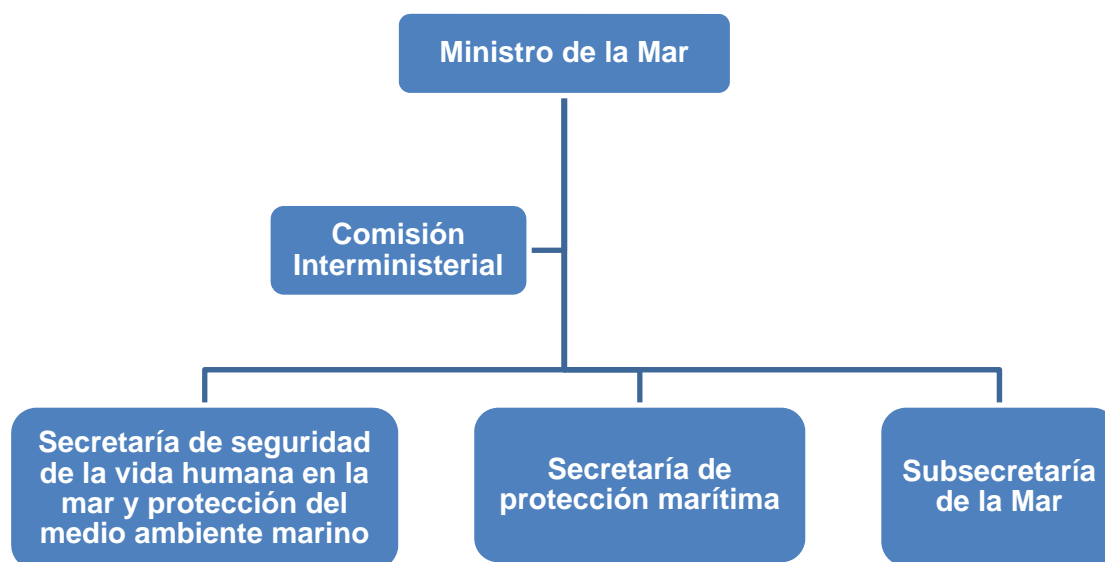 Ministro de la Mar
Comisión
Interministerial
Secretaría de seguridad
de la vida humana en la
mar y protección del
medio ambiente marino
Secretaría de
protección marítima
Subsecretaría
de la Mar